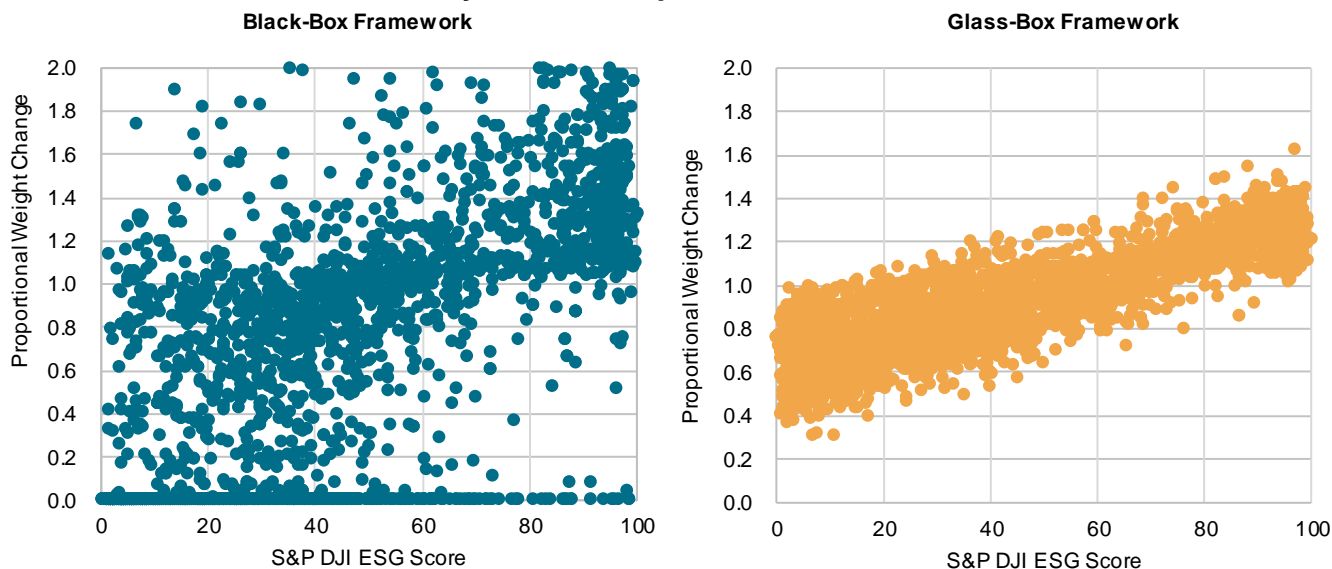 Black-Box Framework
Proportional Weight Change
2.0
1.8
1.6
1.4
1.2
1.0
0.8
0.6
0.4
0.2
0.0
0 20 40 60 80 100
S&P DJI ESG Score
Glass-Box Framework
Proportional Weight Change
2.0
1.8
1.6
1.4
1.2
1.0
0.8
0.6
0.4
0.2
0.0
0 20 40 60 80 100
S&P DJI ESG Score